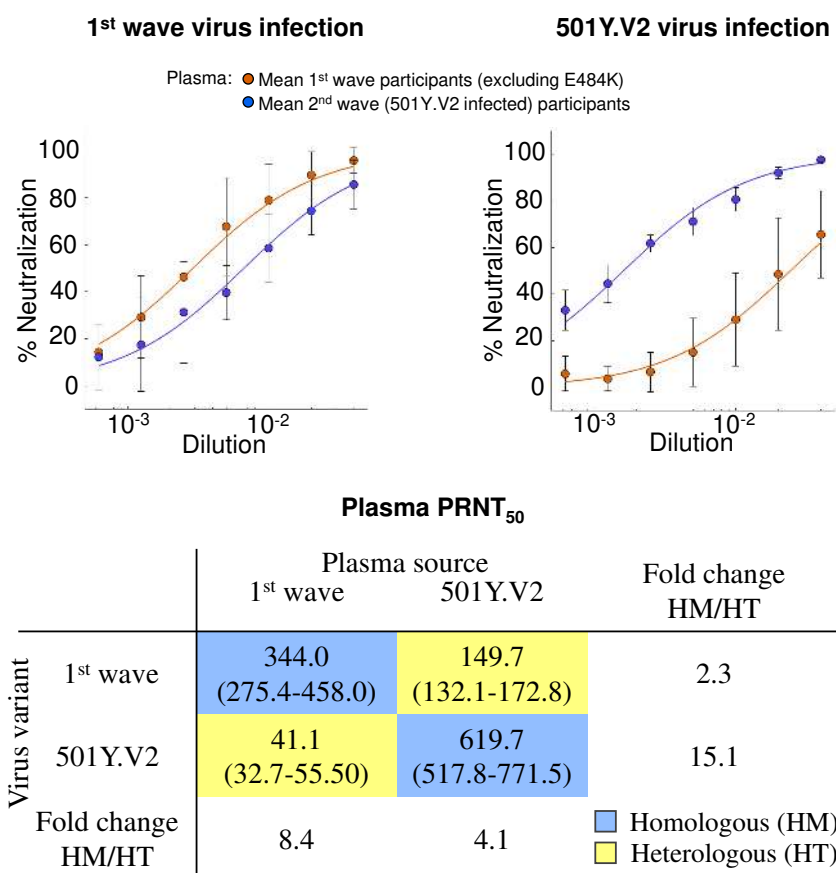 1st wave virus infection
501Y.V2 virus infection
Plasma: Mean 1st wave participants (excluding E484K)
Mean 2nd wave (501Y.V2 infected) participants
% Neutralization
100
80
60
40
20
0
10-3
10-2
Dilution
% Neutralization
100
80
60
40
20
0
10-3
10-2
Dilution
Plasma PRNT50
Plasma source
1st wave
501Y.V2
Fold change
HM/HT
Virus variant
1st wave
344.0
(275.4-458.0)
149.7
(132.1-172.8)
2.3
501Y.V2
41.1
(32.7-55.50)
619.7
(517.8-771.5)
15.1
Fold change
HM/HT
8.4
4.1
Homologous (HM)
Heterologous (HT)